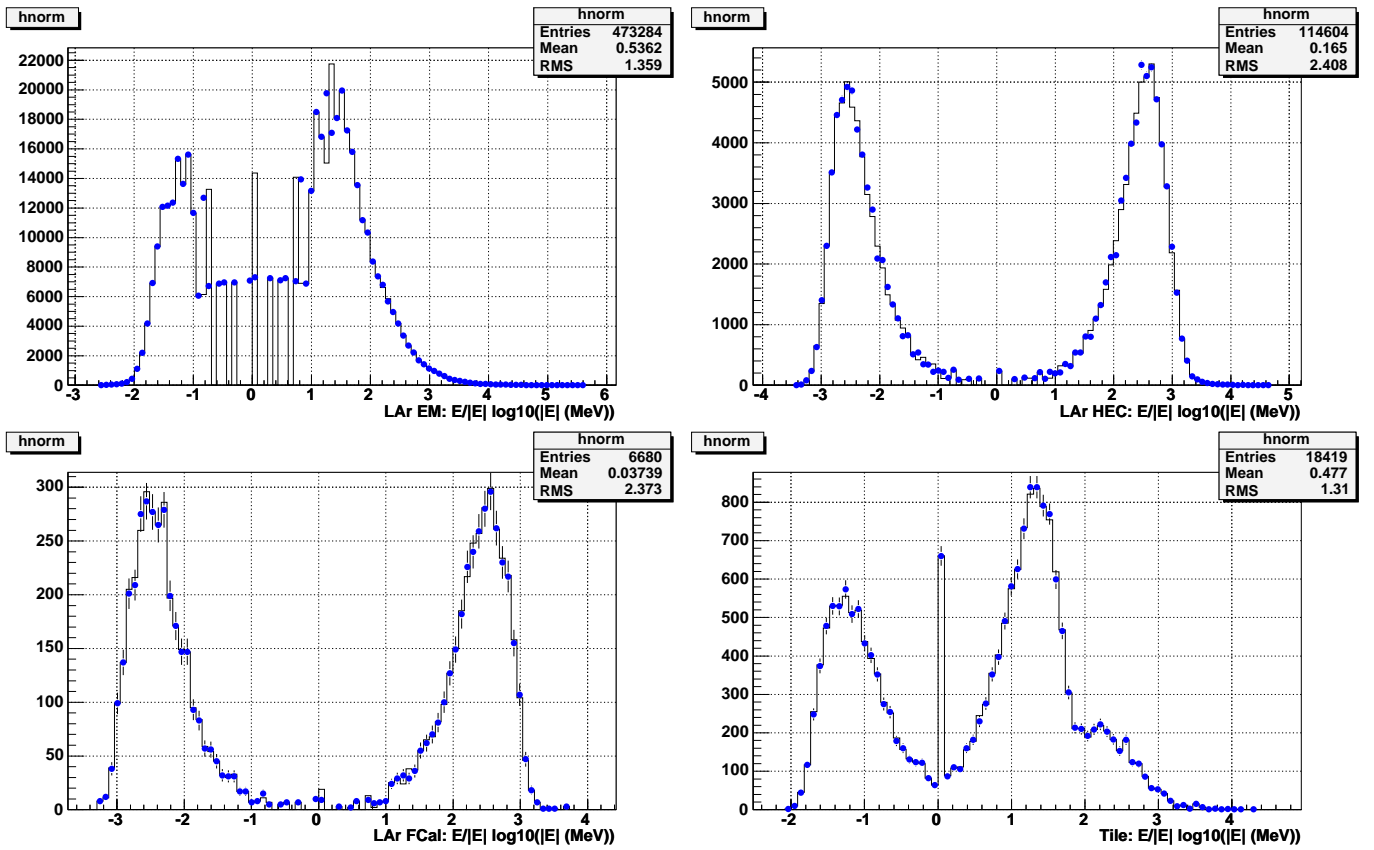 hnorm
hnorm
Entries 473284
Mean 0.5362
RMS 1.359
22000
20000
18000
16000
14000
12000
10000
8000
6000
4000
2000
0
-3 -2 -1 0 1 2 3 4 5 6
LAr EM: E/|E| log10(|E| (MeV))
hnorm
hnorm
Entries 114604
Mean 0.165
RMS 2.408
5000
4000
3000
2000
1000
0
-4 -3 -2 -1 0 1 2 3 4 5
LAr HEC: E/|E| log10(|E| (MeV))
hnorm
hnorm
Entries 6680
Mean 0.03739
RMS 2.373
300
250
200
150
100
50
0
-3 -2 -1 0 1 2 3 4
LAr FCal: E/|E| log10(|E| (MeV))
hnorm
hnorm
Entries 18419
Mean 0.477
RMS 1.31
800
700
600
500
400
300
200
100
0
-2 -1 0 1 2 3 4
Tile: E/|E| log10(|E| (MeV))